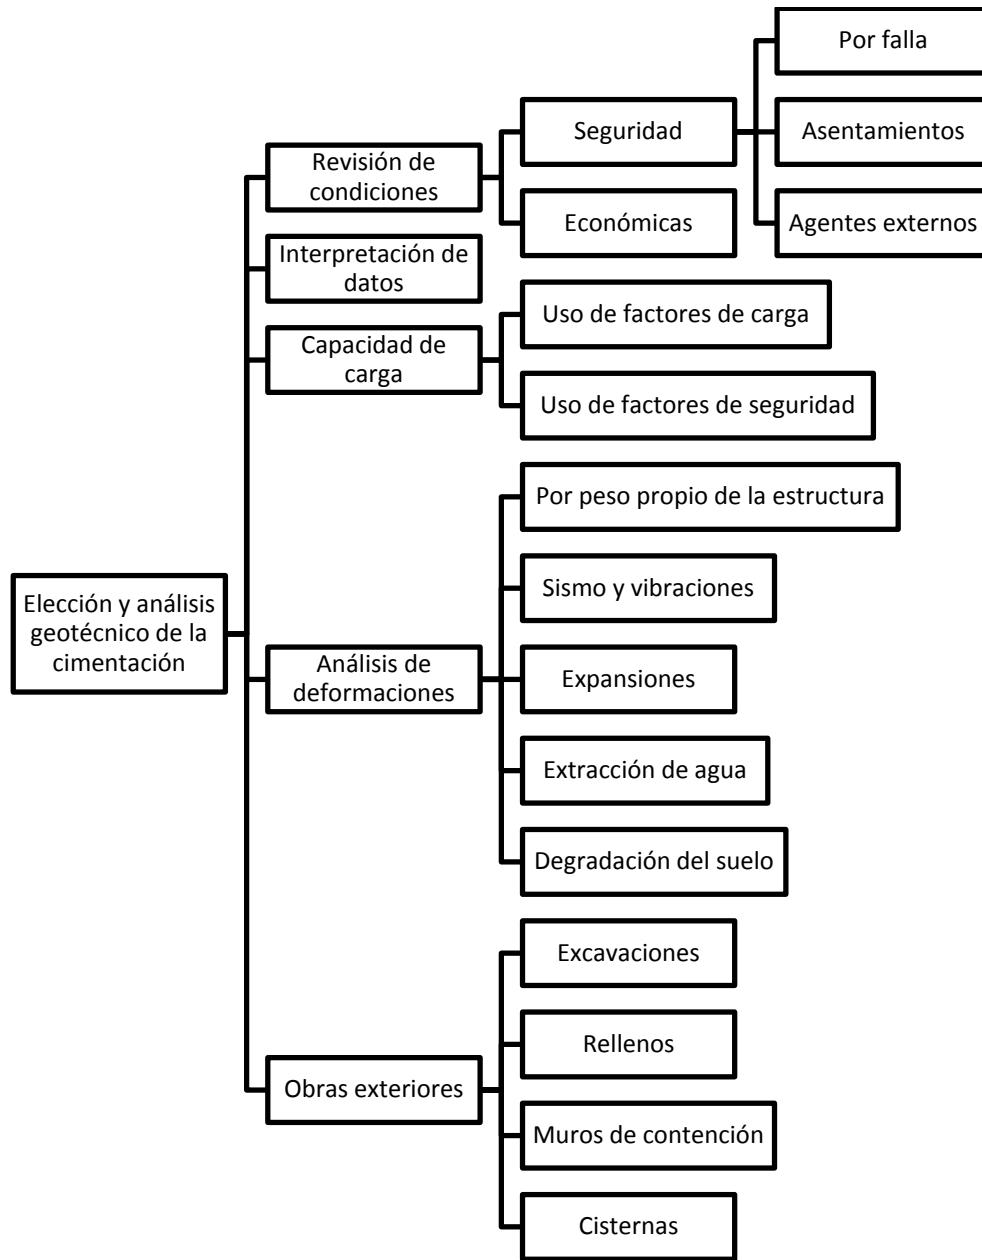 Elección y análisis
geotécnico de la
cimentación
Revisión de
condiciones
Seguridad
Por falla
Asentamientos
Agentes externos
Económicas
Interpretación de
datos
Capacidad de
carga
Uso de factores de carga
Uso de factores de seguridad
Análisis de
deformaciones
Por peso propio de la estructura
Sismo y vibraciones
Expansiones
Extracción de agua
Degradación del suelo
Obras exteriores
Excavaciones
Rellenos
Muros de contención
Cisternas